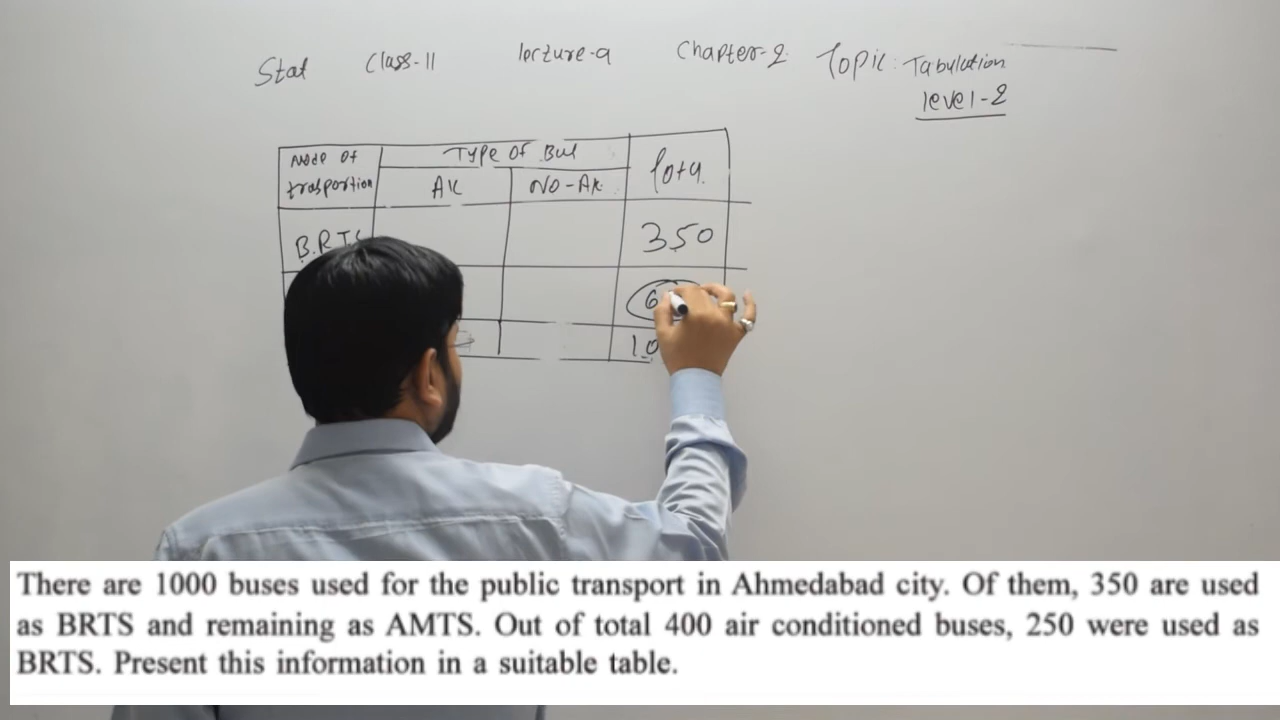 Stat Class-11 lecture-9 Chapter-2 Topic: Tabulation
level-2
Mode of Type Of Bus Total
trasportion AC NO-AC
B.R.T.S 350
6
10
There are 1000 buses used for the public transport in Ahmedabad city. Of them, 350 are used
as BRTS and remaining as AMTS. Out of total 400 air conditioned buses, 250 were used as
BRTS. Present this information in a suitable table.